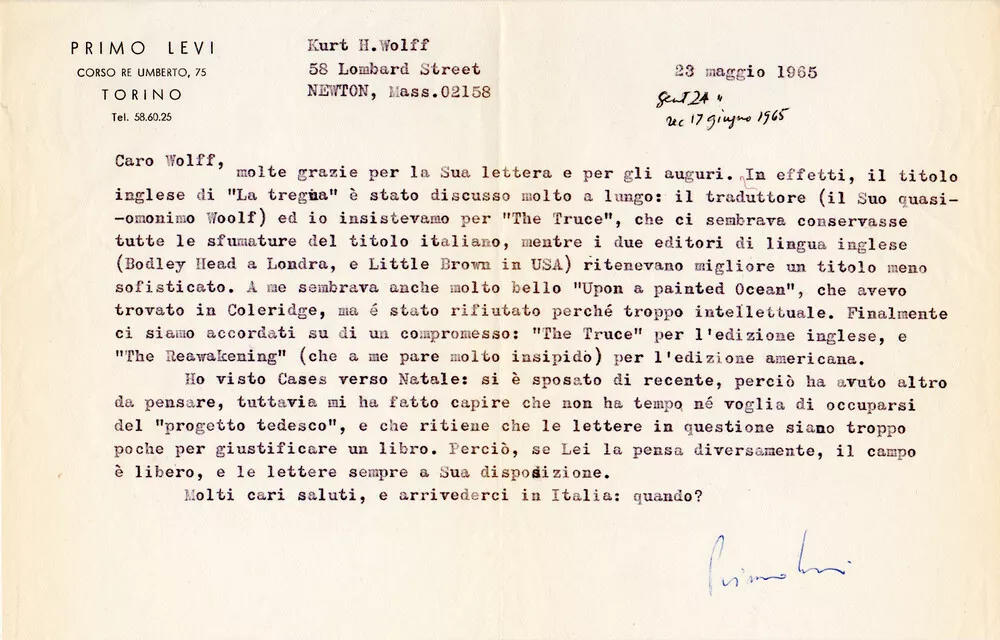 PRIMO LEVI
CORSO RE UMBERTO, 75
TORINO
Tel. 58.60.25
Kurt H.Wolff
58 Lombard Street
NEWTON, Mass.02158
23 maggio 1965
sent 24 "
rec 17 giugno 1965
Caro Wolff,
molte grazie per la Sua lettera e per gli auguri. In effetti, il titolo
inglese di "La tregua" è stato discusso molto a lungo: il traduttore (il Suo quasi-
-omonimo Woolf) ed io insistevamo per "The Truce", che ci sembrava conservasse
tutte le sfumature del titolo italiano, mentre i due editori di lingua inglese
(Bodley Head a Londra, e Little Brown in USA) ritenevano migliore un titolo meno
sofisticato. A me sembrava anche molto bello "Upon a painted Ocean", che avevo
trovato in Coleridge, ma é stato rifiutato perché troppo intellettuale. Finalmente
ci siamo accordati su di un compromesso: "The Truce" per l'edizione inglese, e
"The Reawakening" (che a me pare molto insipido) per l'edizione americana.
Ho visto Cases verso Natale: si è sposato di recente, perciò ha avuto altro
da pensare, tuttavia mi ha fatto capire che non ha tempo né voglia di occuparsi
del "progetto tedesco", e che ritiene che le lettere in questione siano troppo
poche per giustificare un libro. Perciò, se Lei la pensa diversamente, il campo
è libero, e le lettere sempre a Sua disposizione.
Molti cari saluti, e arrivederci in Italia: quando?
Primo Levi